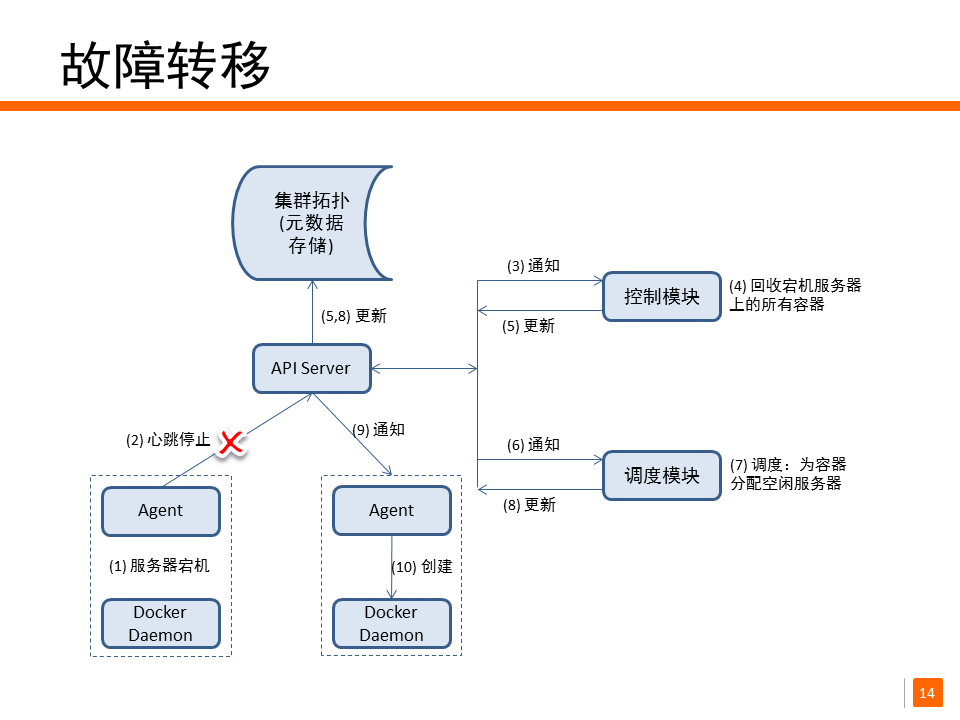 故障转移
集群拓扑
(元数据
存储)
(3) 通知
控制模块
(4) 回收宕机服务器
上的所有容器
(5,8) 更新
(5) 更新
API Server
(2) 心跳停止
(9) 通知
(6) 通知
调度模块
(7) 调度：为容器
分配空闲服务器
(8) 更新
Agent
Agent
(1) 服务器宕机
(10) 创建
Docker
Daemon
Docker
Daemon
14